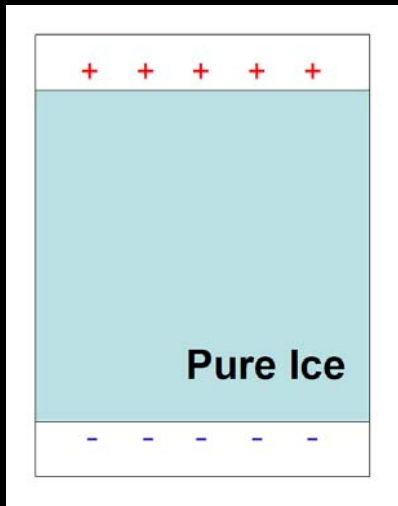 + + + + +
Pure Ice
- - - - -